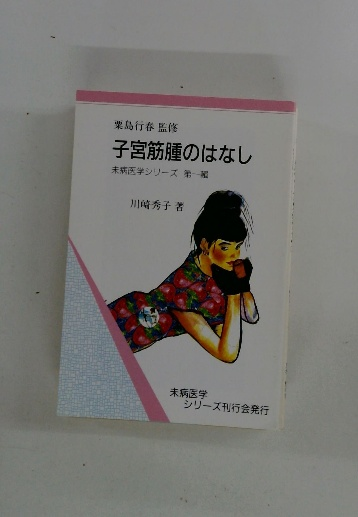 粟島行春 監修
子宮筋腫のはなし
未病医学シリーズ 第一編
川崎秀子 著
未病医学
シリーズ刊行会発行